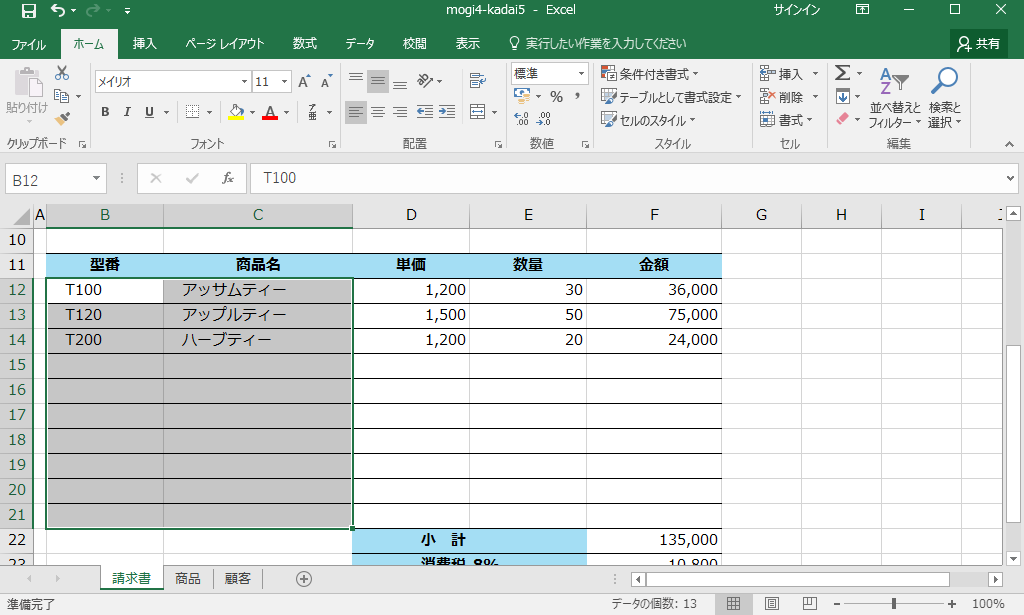 mogi4-kadai5 - Excel サインイン
ファイル ホーム 挿入 ページ レイアウト 数式 データ 校閲 表示 実行したい作業を入力してください 共有
貼り付け メイリオ 11 A A 標準 条件付き書式 挿入 Σ A Z
B I U A % , テーブルとして書式設定 削除 並べ替えと フィルター 検索と 選択
セルのスタイル 書式
クリップボード フォント 配置 数値 スタイル セル 編集
B12 fx T100
A B C D E F G H I
10
11 型番 商品名 単価 数量 金額
12 T100 アッサムティー 1,200 30 36,000
13 T120 アップルティー 1,500 50 75,000
14 T200 ハーブティー 1,200 20 24,000
15
16
17
18
19
20
21
22 小 計 135,000
23 消費税 8% 10,800
請求書 商品 顧客
準備完了 データの個数: 13 100%